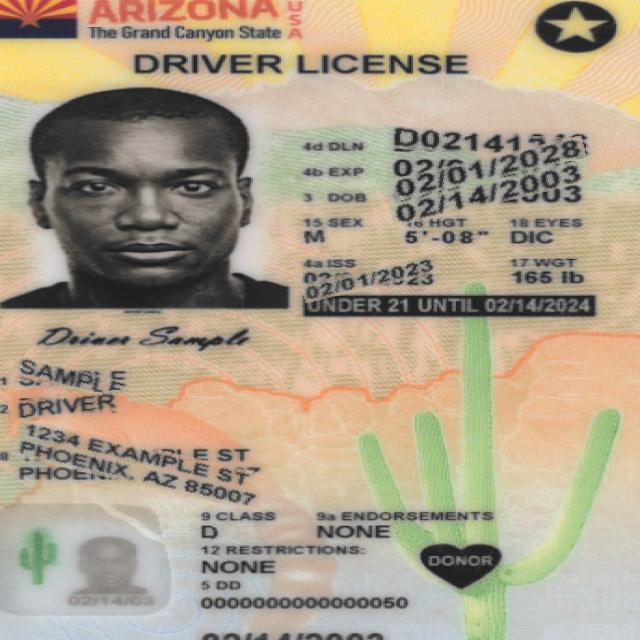 ARIZONA USA
The Grand Canyon State
DRIVER LICENSE
4d DLN
4b EXP 02/01/2028
3 DOB 02/14/2003
15 SEX 16 HGT 18 EYES
M 5'-08" DIC
4a ISS 17 WGT
02/01/2023 165 lb
UNDER 21 UNTIL 02/14/2024
Driver Sample
1 SAMPLE
2 DRIVER
8 1234 EXAMPLE ST
PHOENIX, AZ 85007
9 CLASS 9a ENDORSEMENTS
D NONE
12 RESTRICTIONS:
NONE
DONOR
5 DD
0000000000000050
02/14/03
02/14/2003